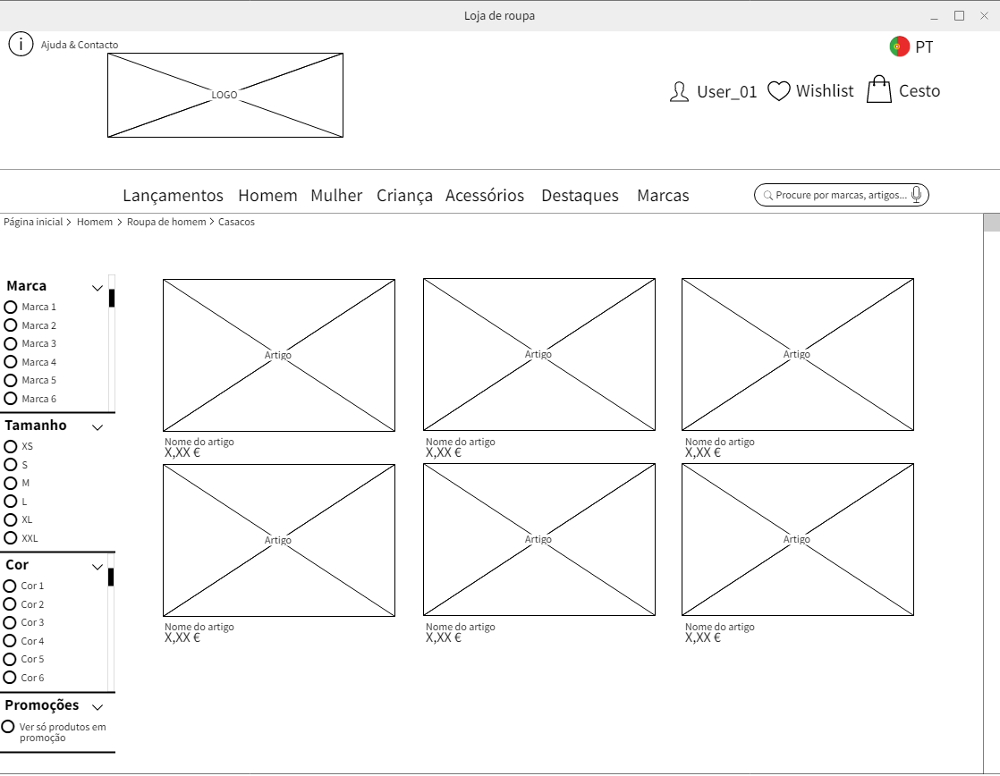 Loja de roupa
Ajuda & Contacto
PT
LOGO
User_01
Wishlist
Cesto
Lançamentos Homem Mulher Criança Acessórios Destaques Marcas
Procure por marcas, artigos...
Página inicial > Homem > Roupa de homem > Casacos
Marca
Marca 1
Marca 2
Marca 3
Marca 4
Marca 5
Marca 6
Tamanho
XS
S
M
L
XL
XXL
Cor
Cor 1
Cor 2
Cor 3
Cor 4
Cor 5
Cor 6
Promoções
Ver só produtos em
promoção
Artigo
Nome do artigo
X,XX €
Artigo
Nome do artigo
X,XX €
Artigo
Nome do artigo
X,XX €
Artigo
Nome do artigo
X,XX €
Artigo
Nome do artigo
X,XX €
Artigo
Nome do artigo
X,XX €